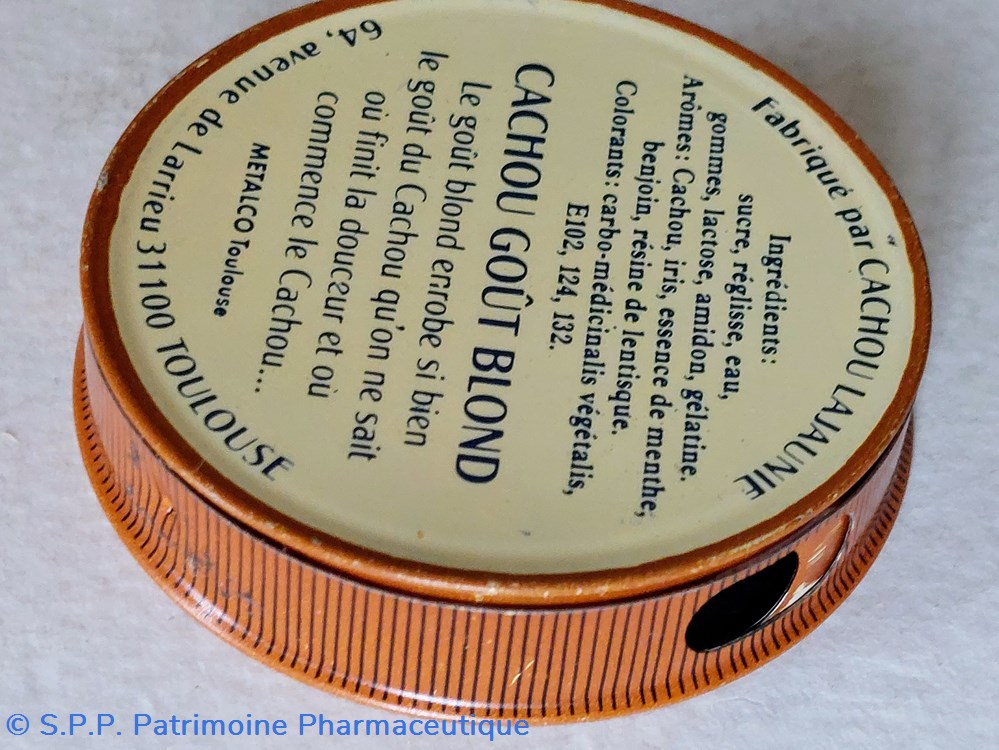 Fabriqué par CACHOU LAJAUNIE
Ingrédients:
sucre, réglisse, eau,
gommes, lactose, amidon, gélatine.
Arômes: Cachou, iris, essence de menthe,
benjoin, résine de lentisque.
Colorants: carbo-médicinalis végétalis,
E102, 124, 132.
CACHOU GOÛT BLOND
Le goût blond enrobe si bien
le goût du Cachou qu'on ne sait
où finit la douceur et où
commence le Cachou...
METALCO Toulouse
64, avenue de Larrieu 31100 TOULOUSE
© S.P.P. Patrimoine Pharmaceutique